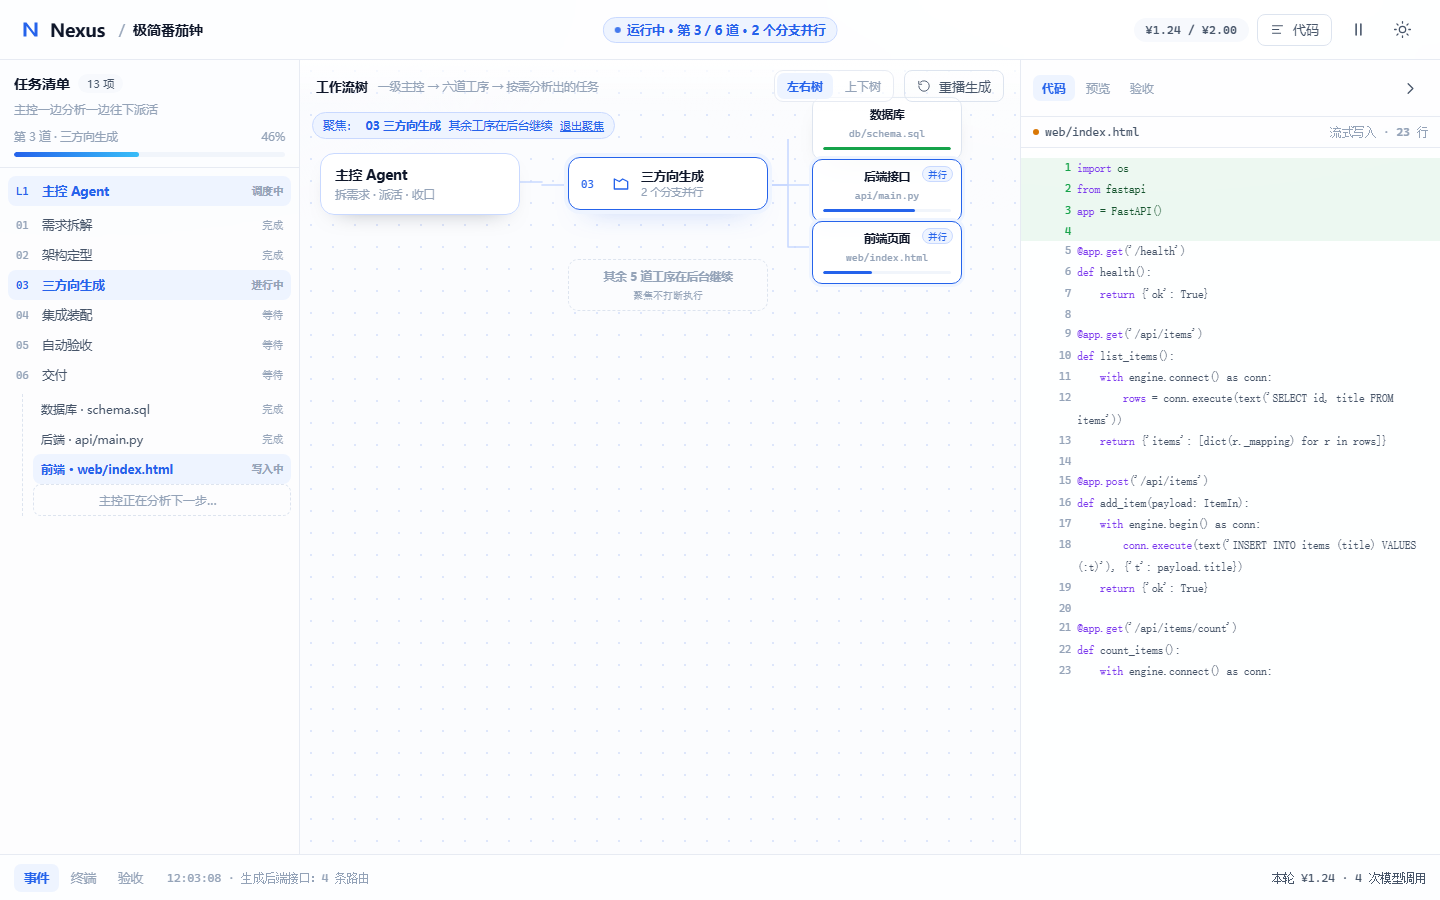 Nexus / 极简番茄钟
运行中 • 第 3 / 6 道 • 2 个分支并行
¥1.24 / ¥2.00
代码
任务清单 13 项
主控一边分析一边往下派活
第 3 道 · 三方向生成 46%
L1 主控 Agent 调度中
01 需求拆解 完成
02 架构定型 完成
03 三方向生成 进行中
04 集成装配 等待
05 自动验收 等待
06 交付 等待
数据库 · schema.sql 完成
后端 · api/main.py 完成
前端 • web/index.html 写入中
主控正在分析下一步...
工作流树 一级主控 → 六道工序 → 按需分析出的任务
左右树 上下树 重播生成
聚焦: 03 三方向生成 其余工序在后台继续 退出聚焦
主控 Agent
拆需求 · 派活 · 收口
03 三方向生成
2 个分支并行
数据库
db/schema.sql
后端接口 并行
api/main.py
前端页面 并行
web/index.html
其余 5 道工序在后台继续
聚焦不打断执行
代码 预览 验收
web/index.html 流式写入 · 23 行
1 import os
2 from fastapi
3 app = FastAPI()
4
5 @app.get("/health")
6 def health():
7 return {"ok": True}
8
9 @app.get("/api/items")
10 def list_items():
11 with engine.connect() as conn:
12 rows = conn.execute(text("SELECT id, title FROM
items"))
13 return {"items": [dict(r._mapping) for r in rows]}
14
15 @app.post("/api/items")
16 def add_item(payload: ItemIn):
17 with engine.begin() as conn:
18 conn.execute(text("INSERT INTO items (title) VALUES
(:t)"), {"t": payload.title})
19 return {"ok": True}
20
21 @app.get("/api/items/count")
22 def count_items():
23 with engine.connect() as conn:
事件 终端 验收 12:03:08 · 生成后端接口: 4 条路由
本轮 ¥1.24 · 4 次模型调用